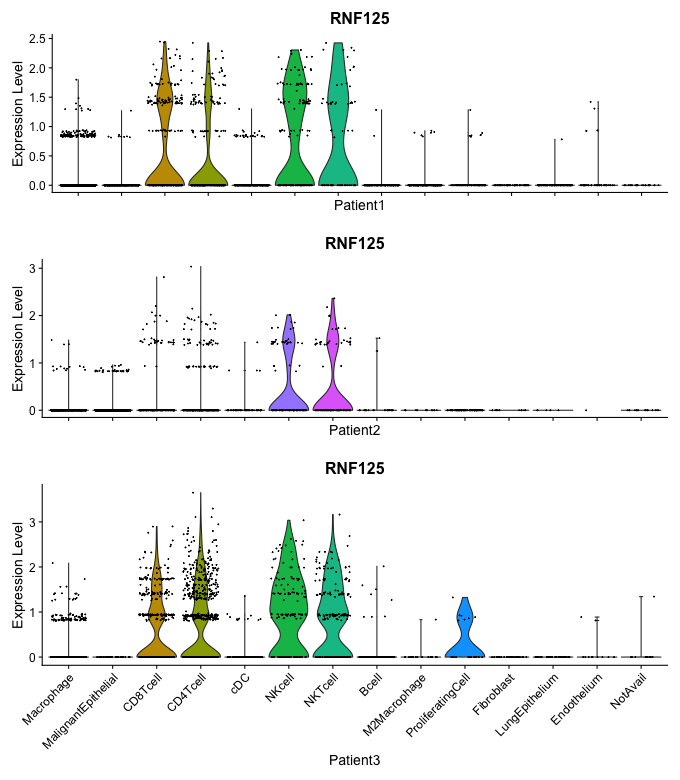 RNF125
Expression Level
2.5
2.0
1.5
1.0
0.5
0.0
Patient1
RNF125
Expression Level
3
2
1
0
Patient2
RNF125
Expression Level
3
2
1
0
Macrophage
MalignantEpithelial
CD8Tcell
CD4Tcell
cDC
NKcell
NKTcell
Bcell
M2Macrophage
ProliferatingCell
Fibroblast
LungEpithelium
Endothelium
NotAvail
Patient3